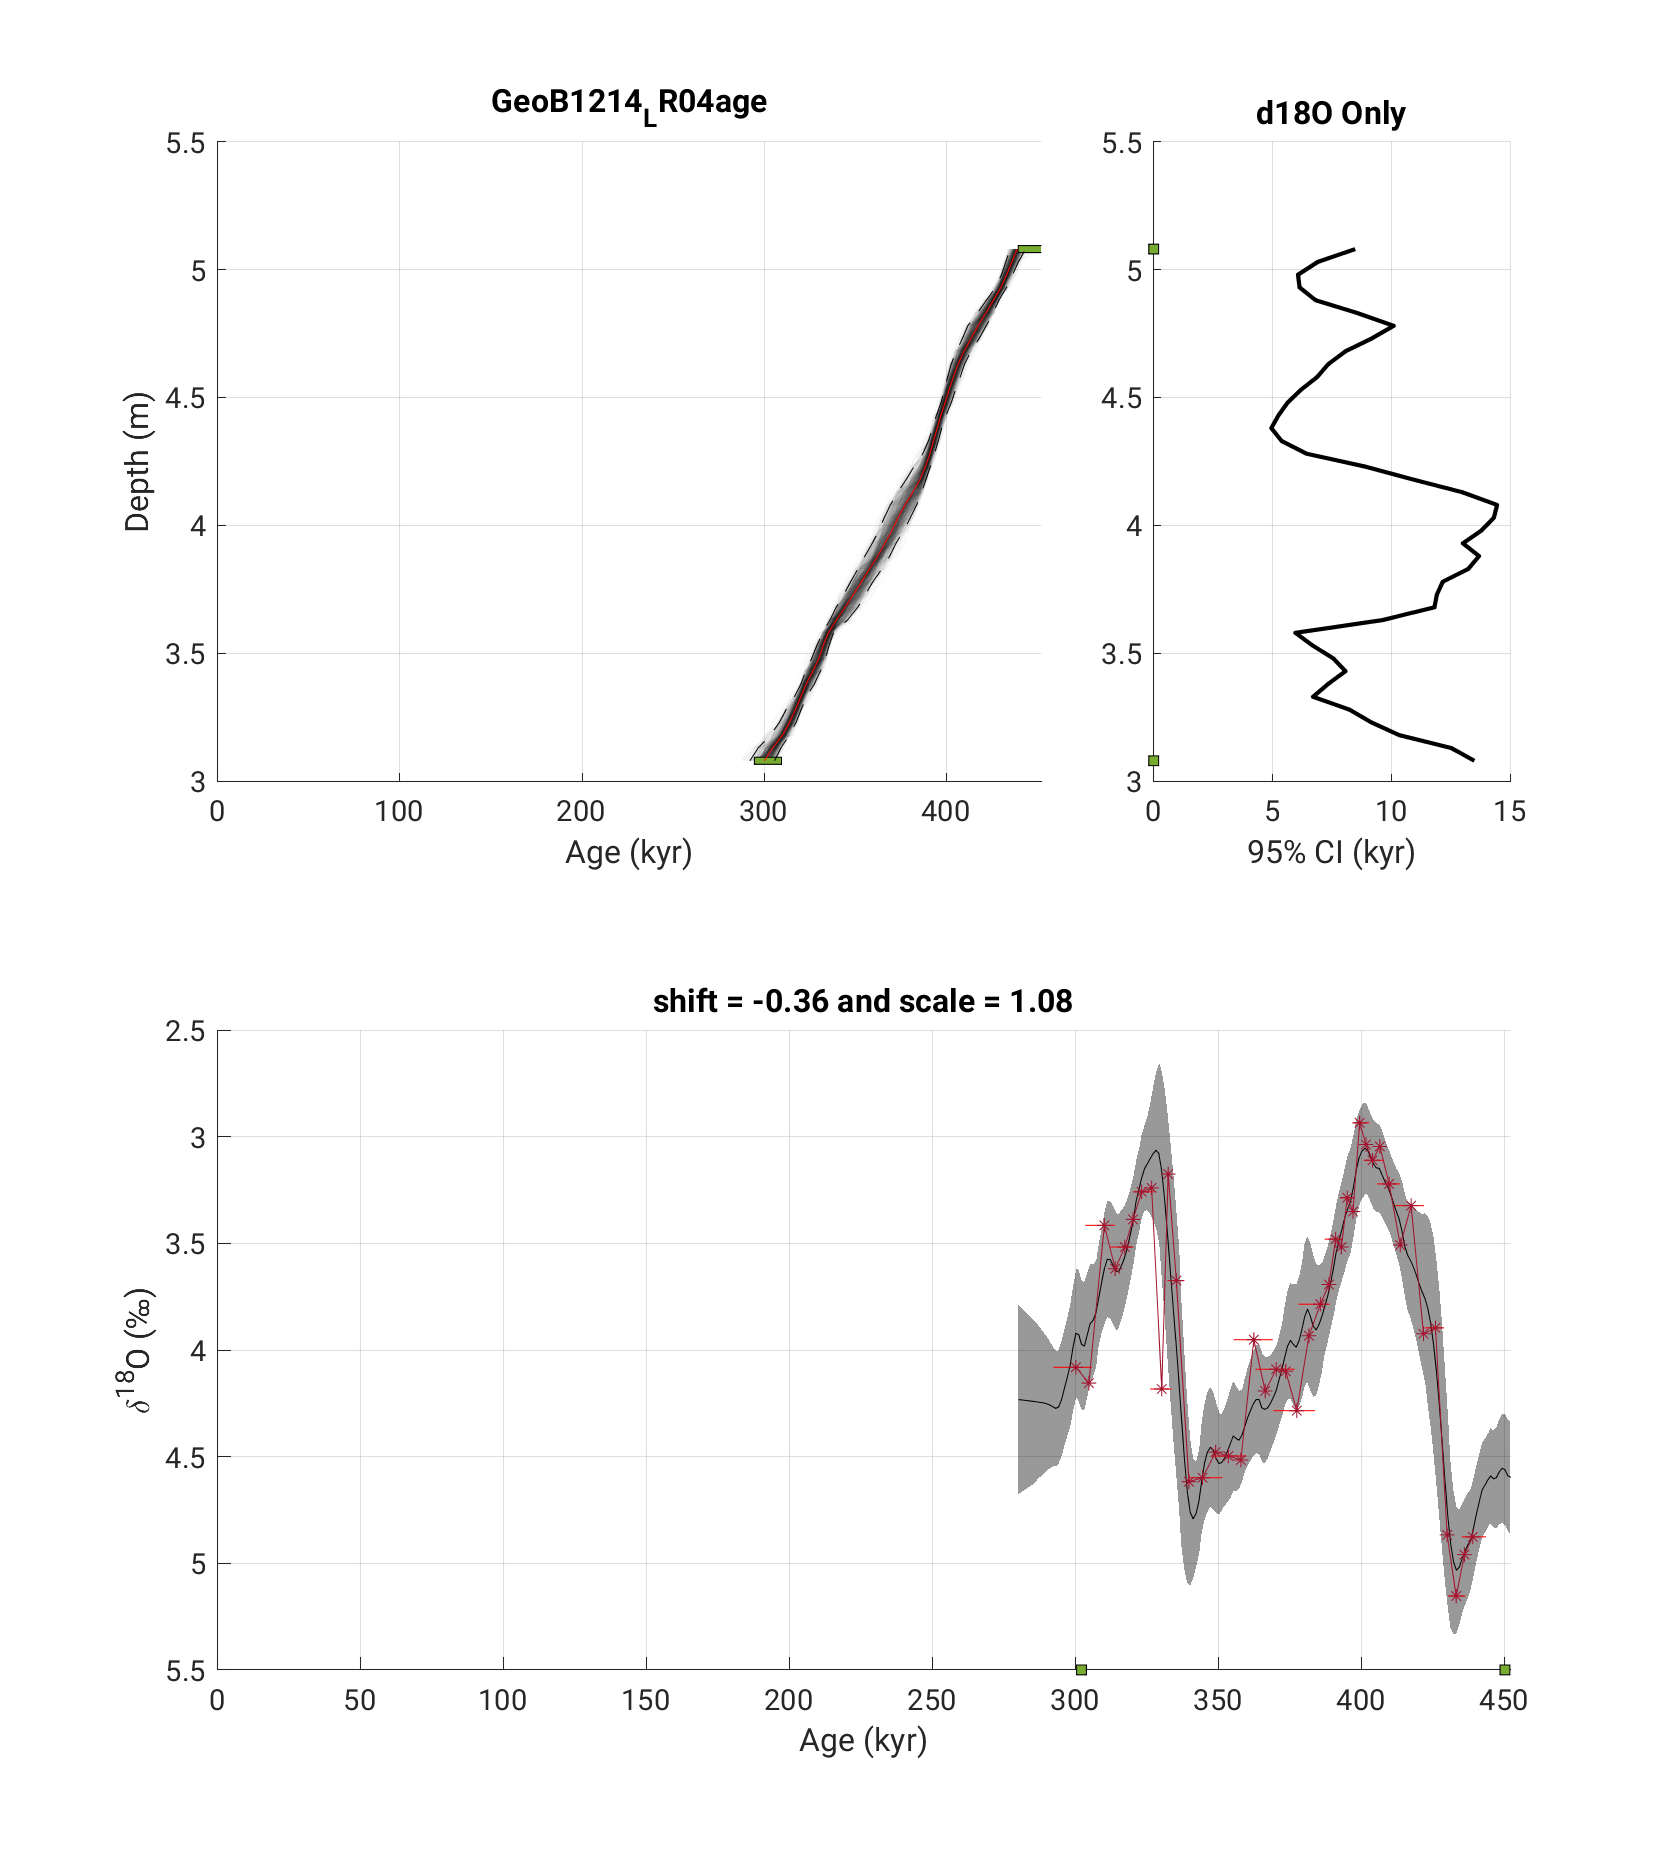 GeoB1214LR04age
d18O Only
5.5
5
4.5
4
3.5
3
Depth (m)
0 100 200 300 400
Age (kyr)
5.5
5
4.5
4
3.5
3
0 5 10 15
95% CI (kyr)
shift = -0.36 and scale = 1.08
2.5
3
3.5
4
4.5
5
5.5
δ18O (‰)
0 50 100 150 200 250 300 350 400 450
Age (kyr)